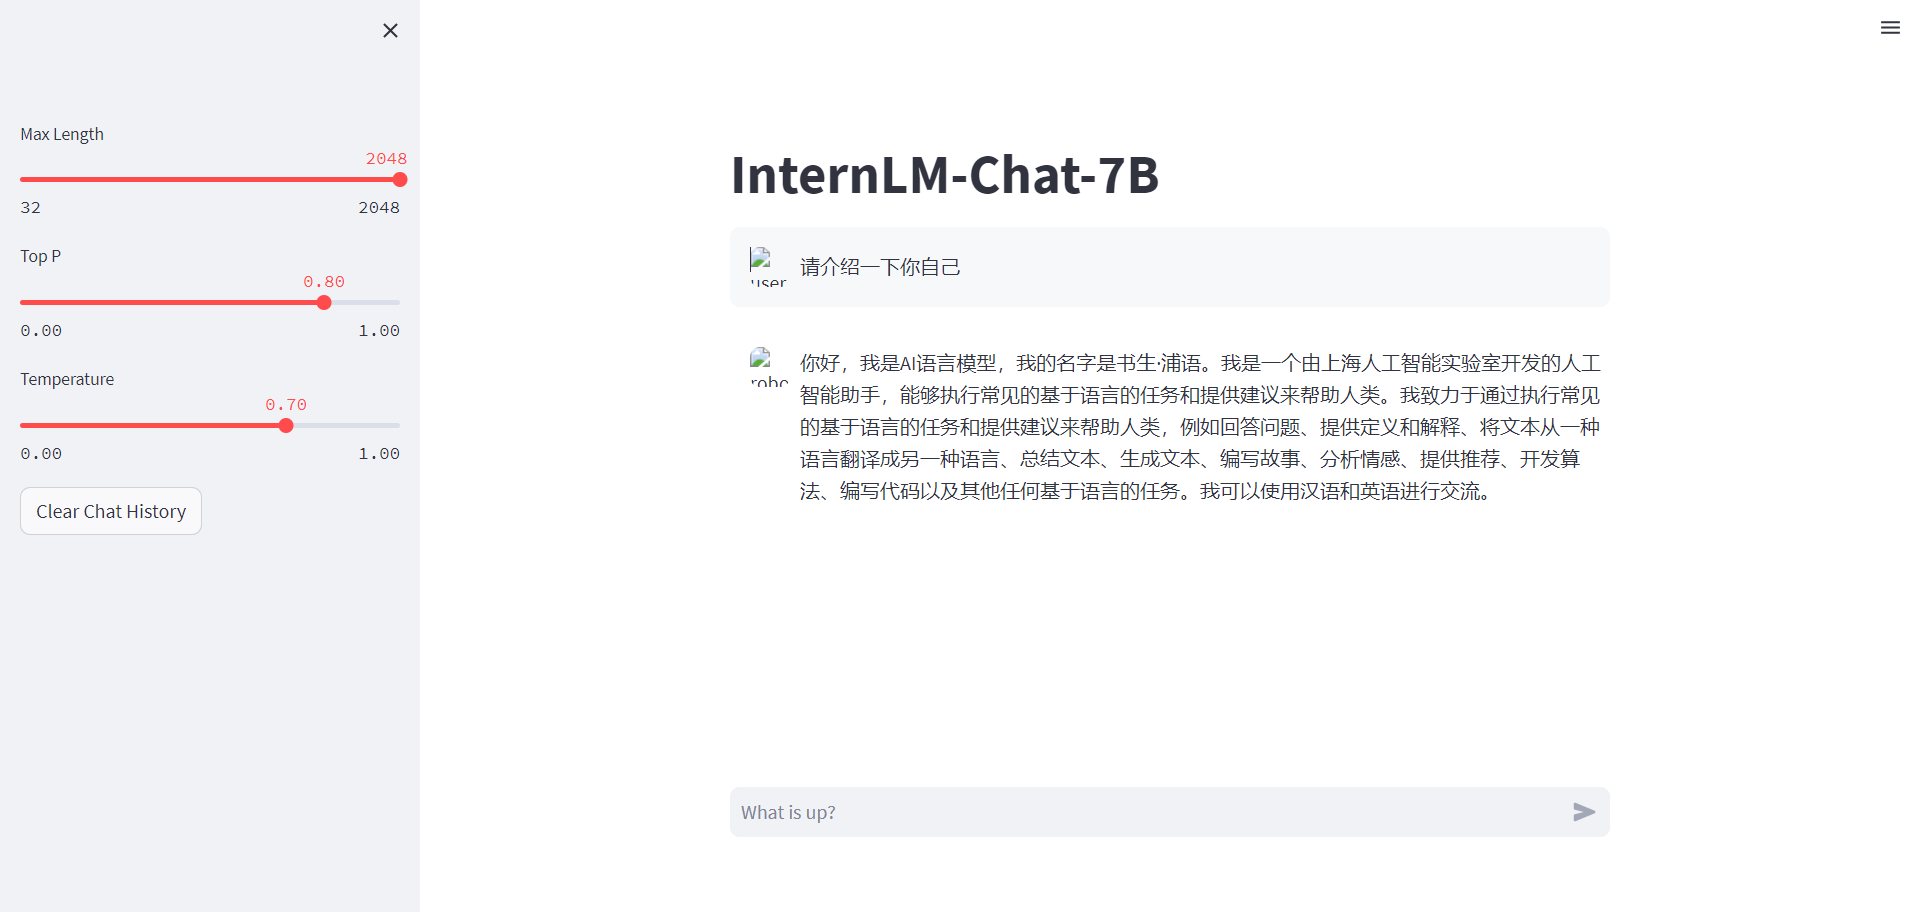 Max Length
2048
32 2048
Top P
0.80
0.00 1.00
Temperature
0.70
0.00 1.00
Clear Chat History
InternLM-Chat-7B
user
请介绍一下你自己
robo
你好，我是AI语言模型，我的名字是书生·浦语。我是一个由上海人工智能实验室开发的人工
智能助手，能够执行常见的基于语言的任务和提供建议来帮助人类。我致力于通过执行常见
的基于语言的任务和提供建议来帮助人类，例如回答问题、提供定义和解释、将文本从一种
语言翻译成另一种语言、总结文本、生成文本、编写故事、分析情感、提供推荐、开发算
法、编写代码以及其他任何基于语言的任务。我可以使用汉语和英语进行交流。
What is up?